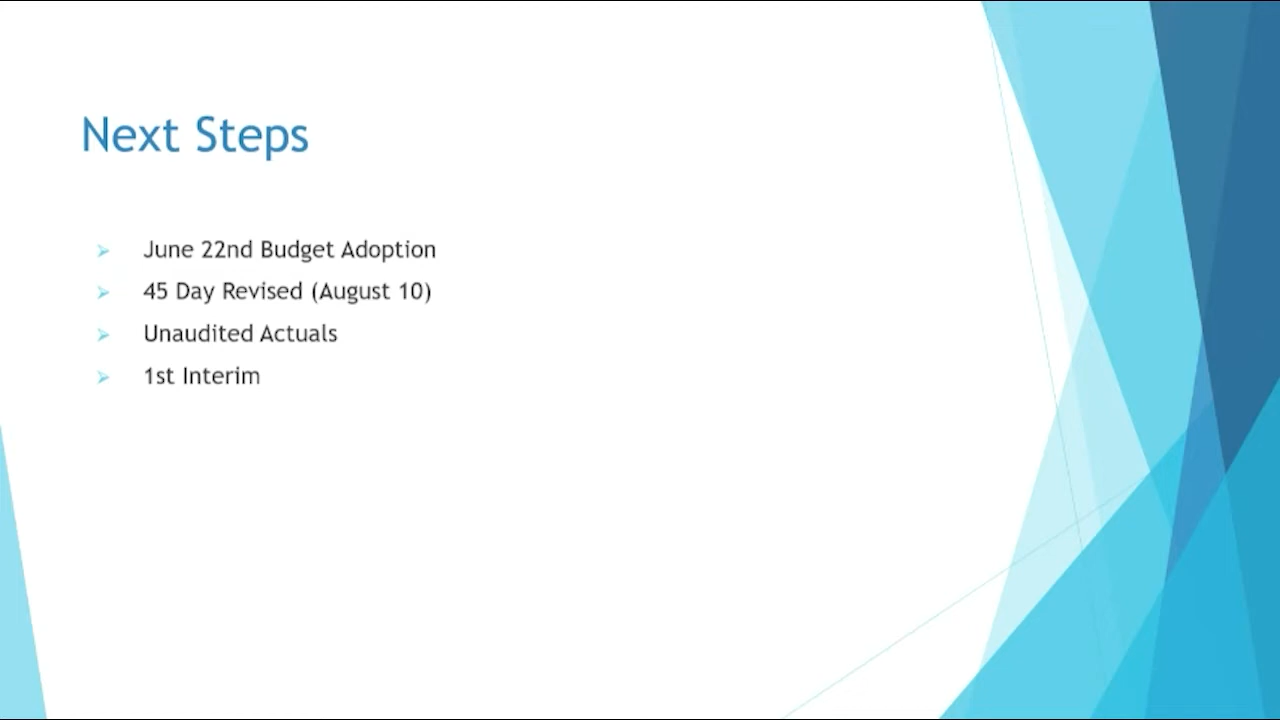 Next Steps
June 22nd Budget Adoption
45 Day Revised (August 10)
Unaudited Actuals
1st Interim